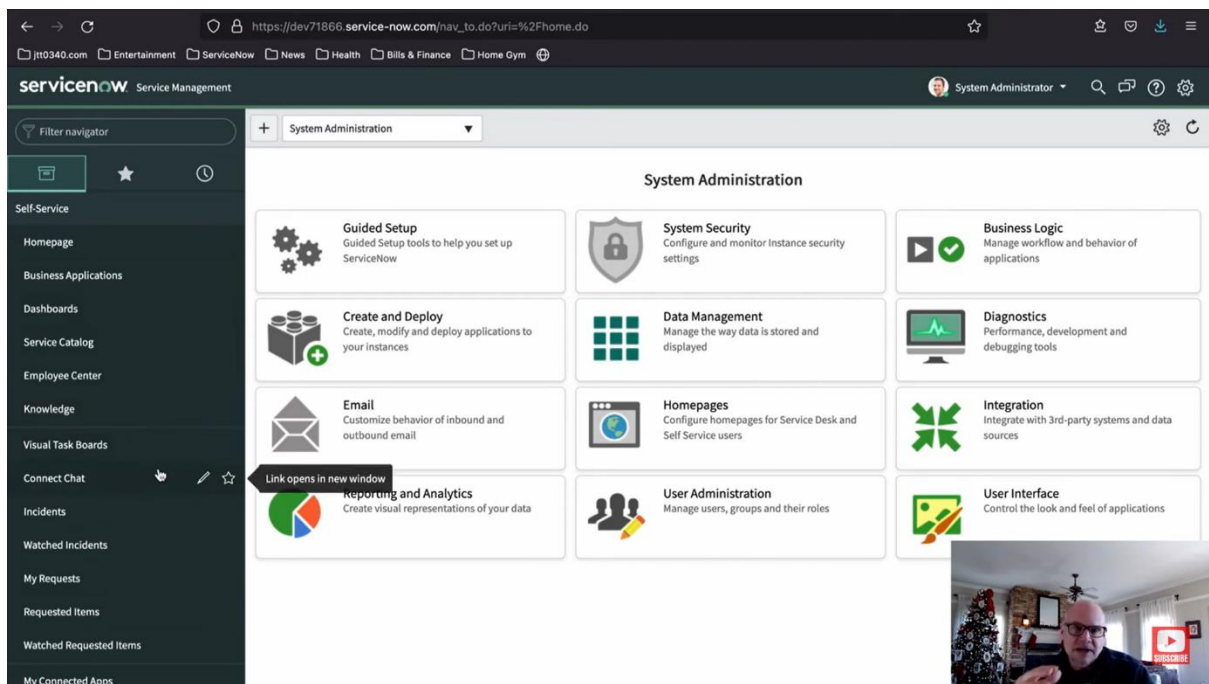 https://dev71866.service-now.com/nav_to.do?uri=%2Fhome.do
jtt0340.com Entertainment ServiceNow News Health Bills & Finance Home Gym
servicenow Service Management
System Administrator
Filter navigator
System Administration
Self-Service
Homepage
Business Applications
Dashboards
Service Catalog
Employee Center
Knowledge
Visual Task Boards
Connect Chat
Link opens in new window
Incidents
Watched Incidents
My Requests
Requested Items
Watched Requested Items
My Connected Apps
System Administration
Guided Setup
Guided Setup tools to help you set up
ServiceNow
System Security
Configure and monitor Instance security
settings
Business Logic
Manage workflow and behavior of
applications
Create and Deploy
Create, modify and deploy applications to
your instances
Data Management
Manage the way data is stored and
displayed
Diagnostics
Performance, development and
debugging tools
Email
Customize behavior of inbound and
outbound email
Homepages
Configure homepages for Service Desk and
Self Service users
Integration
Integrate with 3rd-party systems and data
sources
Reporting and Analytics
Create visual representations of your data
User Administration
Manage users, groups and their roles
User Interface
Control the look and feel of applications
SUBSCRIBE